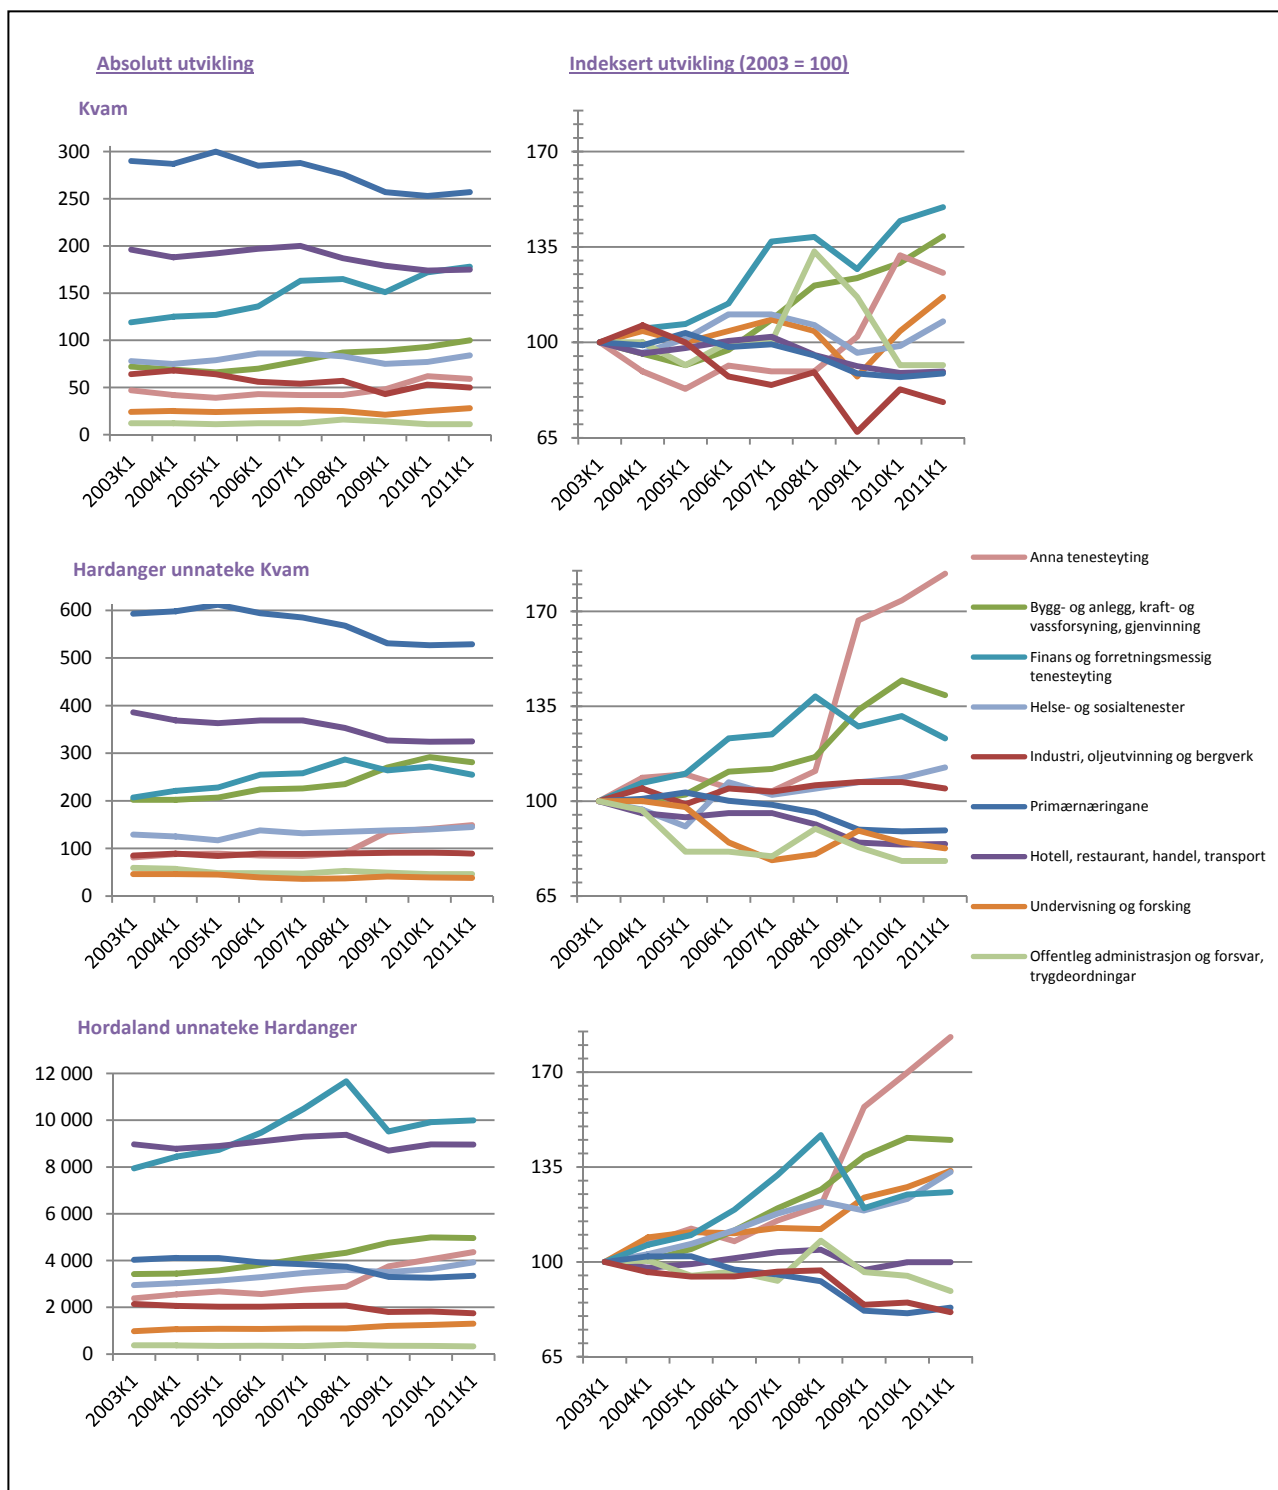 Absolutt utvikling
Indeksert utvikling (2003 = 100)
Kvam
300
250
200
150
100
50
0
2003K1
2004K1
2005K1
2006K1
2007K1
2008K1
2009K1
2010K1
2011K1
170
135
100
65
2003K1
2004K1
2005K1
2006K1
2007K1
2008K1
2009K1
2010K1
2011K1
Hardanger unnateke Kvam
600
500
400
300
200
100
0
2003K1
2004K1
2005K1
2006K1
2007K1
2008K1
2009K1
2010K1
2011K1
170
135
100
65
2003K1
2004K1
2005K1
2006K1
2007K1
2008K1
2009K1
2010K1
2011K1
Anna tenesteyting
Bygg- og anlegg, kraft- og
vassforsyning, gjenvinning
Finans og forretningsmessig
tenesteyting
Helse- og sosialtenester
Industri, oljeutvinning og bergverk
Primærnæringane
Hotell, restaurant, handel, transport
Undervisning og forsking
Offentleg administrasjon og forsvar,
trygdeordningar
Hordaland unnateke Hardanger
12 000
10 000
8 000
6 000
4 000
2 000
0
2003K1
2004K1
2005K1
2006K1
2007K1
2008K1
2009K1
2010K1
2011K1
170
135
100
65
2003K1
2004K1
2005K1
2006K1
2007K1
2008K1
2009K1
2010K1
2011K1